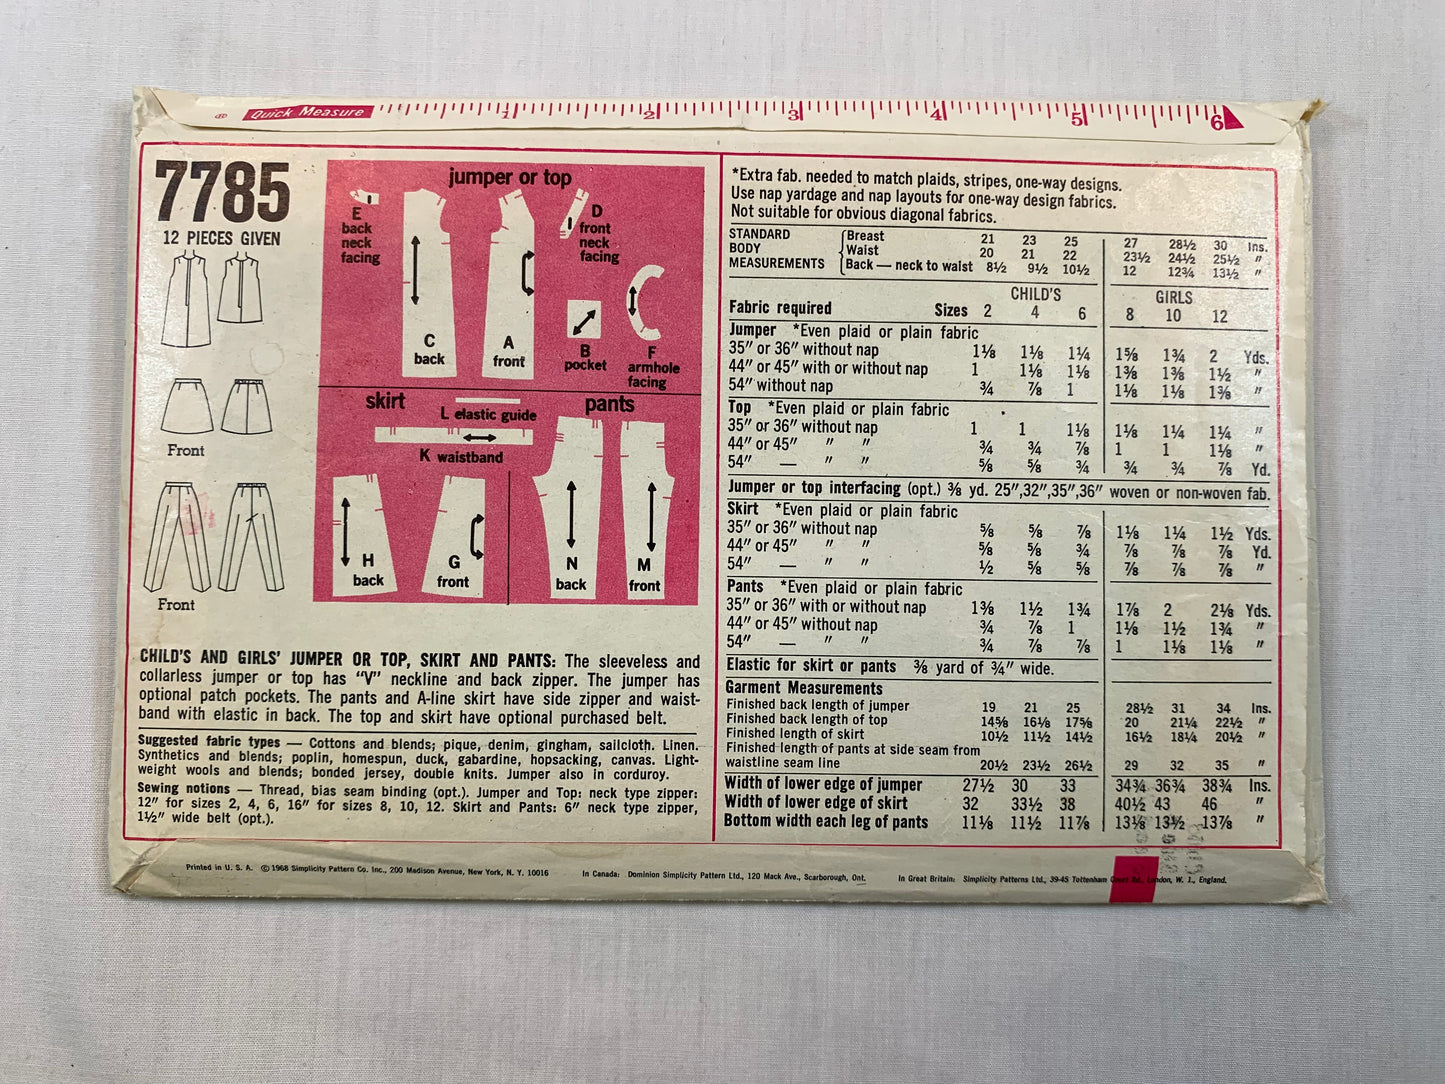 ® Quick Measure 1 2 3 4 5 6
7785
12 PIECES GIVEN
Front
Front
jumper or top
E
back
neck
facing
C
back
A
front
D
front
neck
facing
B
pocket
F
armhole
facing
skirt
L elastic guide
K waistband
pants
H
back
G
front
N
back
M
front
CHILD'S AND GIRLS' JUMPER OR TOP, SKIRT AND PANTS: The sleeveless and
collarless jumper or top has "V" neckline and back zipper. The jumper has
optional patch pockets. The pants and A-line skirt have side zipper and waist-
band with elastic in back. The top and skirt have optional purchased belt.
Suggested fabric types — Cottons and blends; pique, denim, gingham, sailcloth. Linen.
Synthetics and blends; poplin, homespun, duck, gabardine, hopsacking, canvas. Light-
weight wools and blends; bonded jersey, double knits. Jumper also in corduroy.
Sewing notions — Thread, bias seam binding (opt.). Jumper and Top: neck type zipper:
12" for sizes 2, 4, 6, 16" for sizes 8, 10, 12. Skirt and Pants: 6" neck type zipper,
1½" wide belt (opt.).
*Extra fab. needed to match plaids, stripes, one-way designs.
Use nap yardage and nap layouts for one-way design fabrics.
Not suitable for obvious diagonal fabrics.
STANDARD BODY MEASUREMENTS
Breast 21 23 25 27 28½ 30 Ins.
Waist 20 21 22 23½ 24½ 25½ "
Back — neck to waist 8½ 9½ 10½ 12 12¾ 13½ "
CHILD'S GIRLS
Fabric required Sizes 2 4 6 8 10 12
Jumper *Even plaid or plain fabric
35" or 36" without nap 1⅛ 1⅛ 1¼ 1⅝ 1¾ 2 Yds.
44" or 45" with or without nap 1 1⅛ 1⅛ 1⅜ 1⅜ 1½ "
54" without nap ¾ ⅞ 1 1⅛ 1⅛ 1⅜ "
Top *Even plaid or plain fabric
35" or 36" without nap 1 1 1⅛ 1⅛ 1¼ 1¼ "
44" or 45" " " ¾ ¾ ⅞ 1 1 1⅛ "
54" — " " ⅝ ⅝ ¾ ¾ ¾ ⅞ Yd.
Jumper or top interfacing (opt.) ⅜ yd. 25",32",35",36" woven or non-woven fab.
Skirt *Even plaid or plain fabric
35" or 36" without nap ⅝ ⅝ ⅞ 1⅛ 1¼ 1½ Yds.
44" or 45" " " ⅝ ⅝ ¾ ⅞ ⅞ ⅞ Yd.
54" — " " ½ ⅝ ⅝ ⅞ ⅞ ⅞ "
Pants *Even plaid or plain fabric
35" or 36" with or without nap 1⅜ 1½ 1¾ 1⅞ 2 2⅛ Yds.
44" or 45" without nap ¾ ⅞ 1 1⅛ 1½ 1¾ "
54" — " " ¾ ⅞ ⅞ 1 1⅛ 1⅛ "
Elastic for skirt or pants ⅜ yard of ¾" wide.
Garment Measurements
Finished back length of jumper 19 21 25 28½ 31 34 Ins.
Finished back length of top 14⅝ 16⅛ 17⅝ 20 21¼ 22½ "
Finished length of skirt 10½ 11½ 14½ 16½ 18¼ 20½ "
Finished length of pants at side seam from
waistline seam line 20½ 23½ 26½ 29 32 35 "
Width of lower edge of jumper 27½ 30 33 34¾ 36¾ 38¾ Ins.
Width of lower edge of skirt 32 33½ 38 40½ 43 46 "
Bottom width each leg of pants 11⅛ 11½ 11⅞ 13⅛ 13½ 13⅞ "
Printed in U. S. A. © 1968 Simplicity Pattern Co. Inc., 200 Madison Avenue, New York, N. Y. 10016 In Canada: Dominion Simplicity Pattern Ltd., 120 Mack Ave., Scarborough, Ont. In Great Britain: Simplicity Patterns Ltd., 39-45 Tottenham Court Rd., London, W. 1., England.